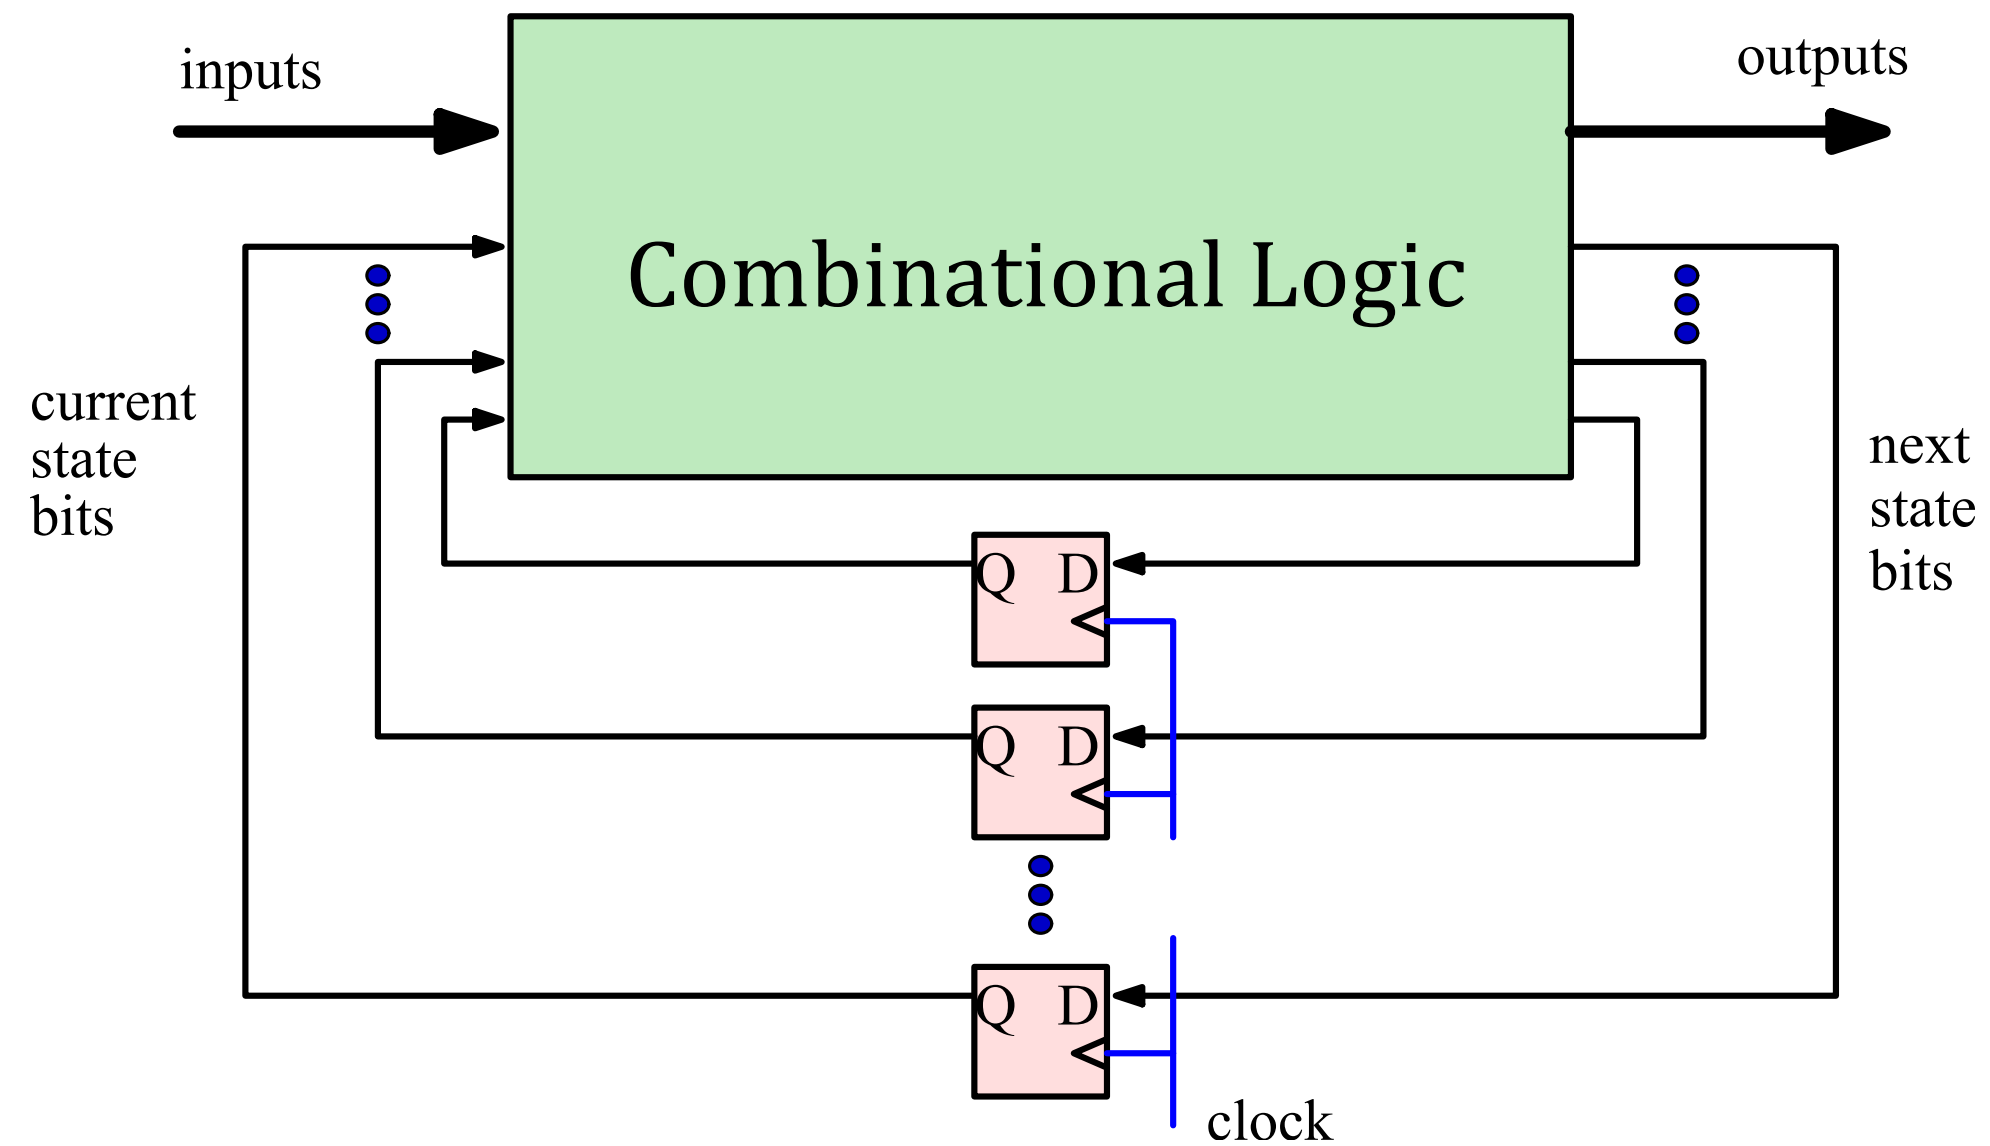 inputs
outputs
Combinational Logic
current
state
bits
next
state
bits
Q D
Q D
Q D
clock